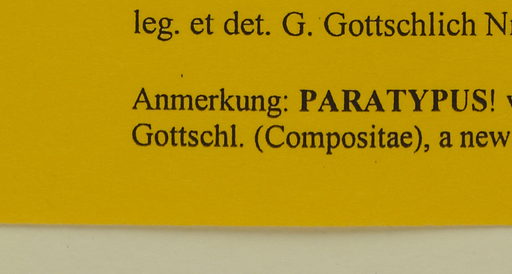 leg. et det. G. Gottschlich
Anmerkung: PARATYPUS!
Gottschl. (Compositae), a new